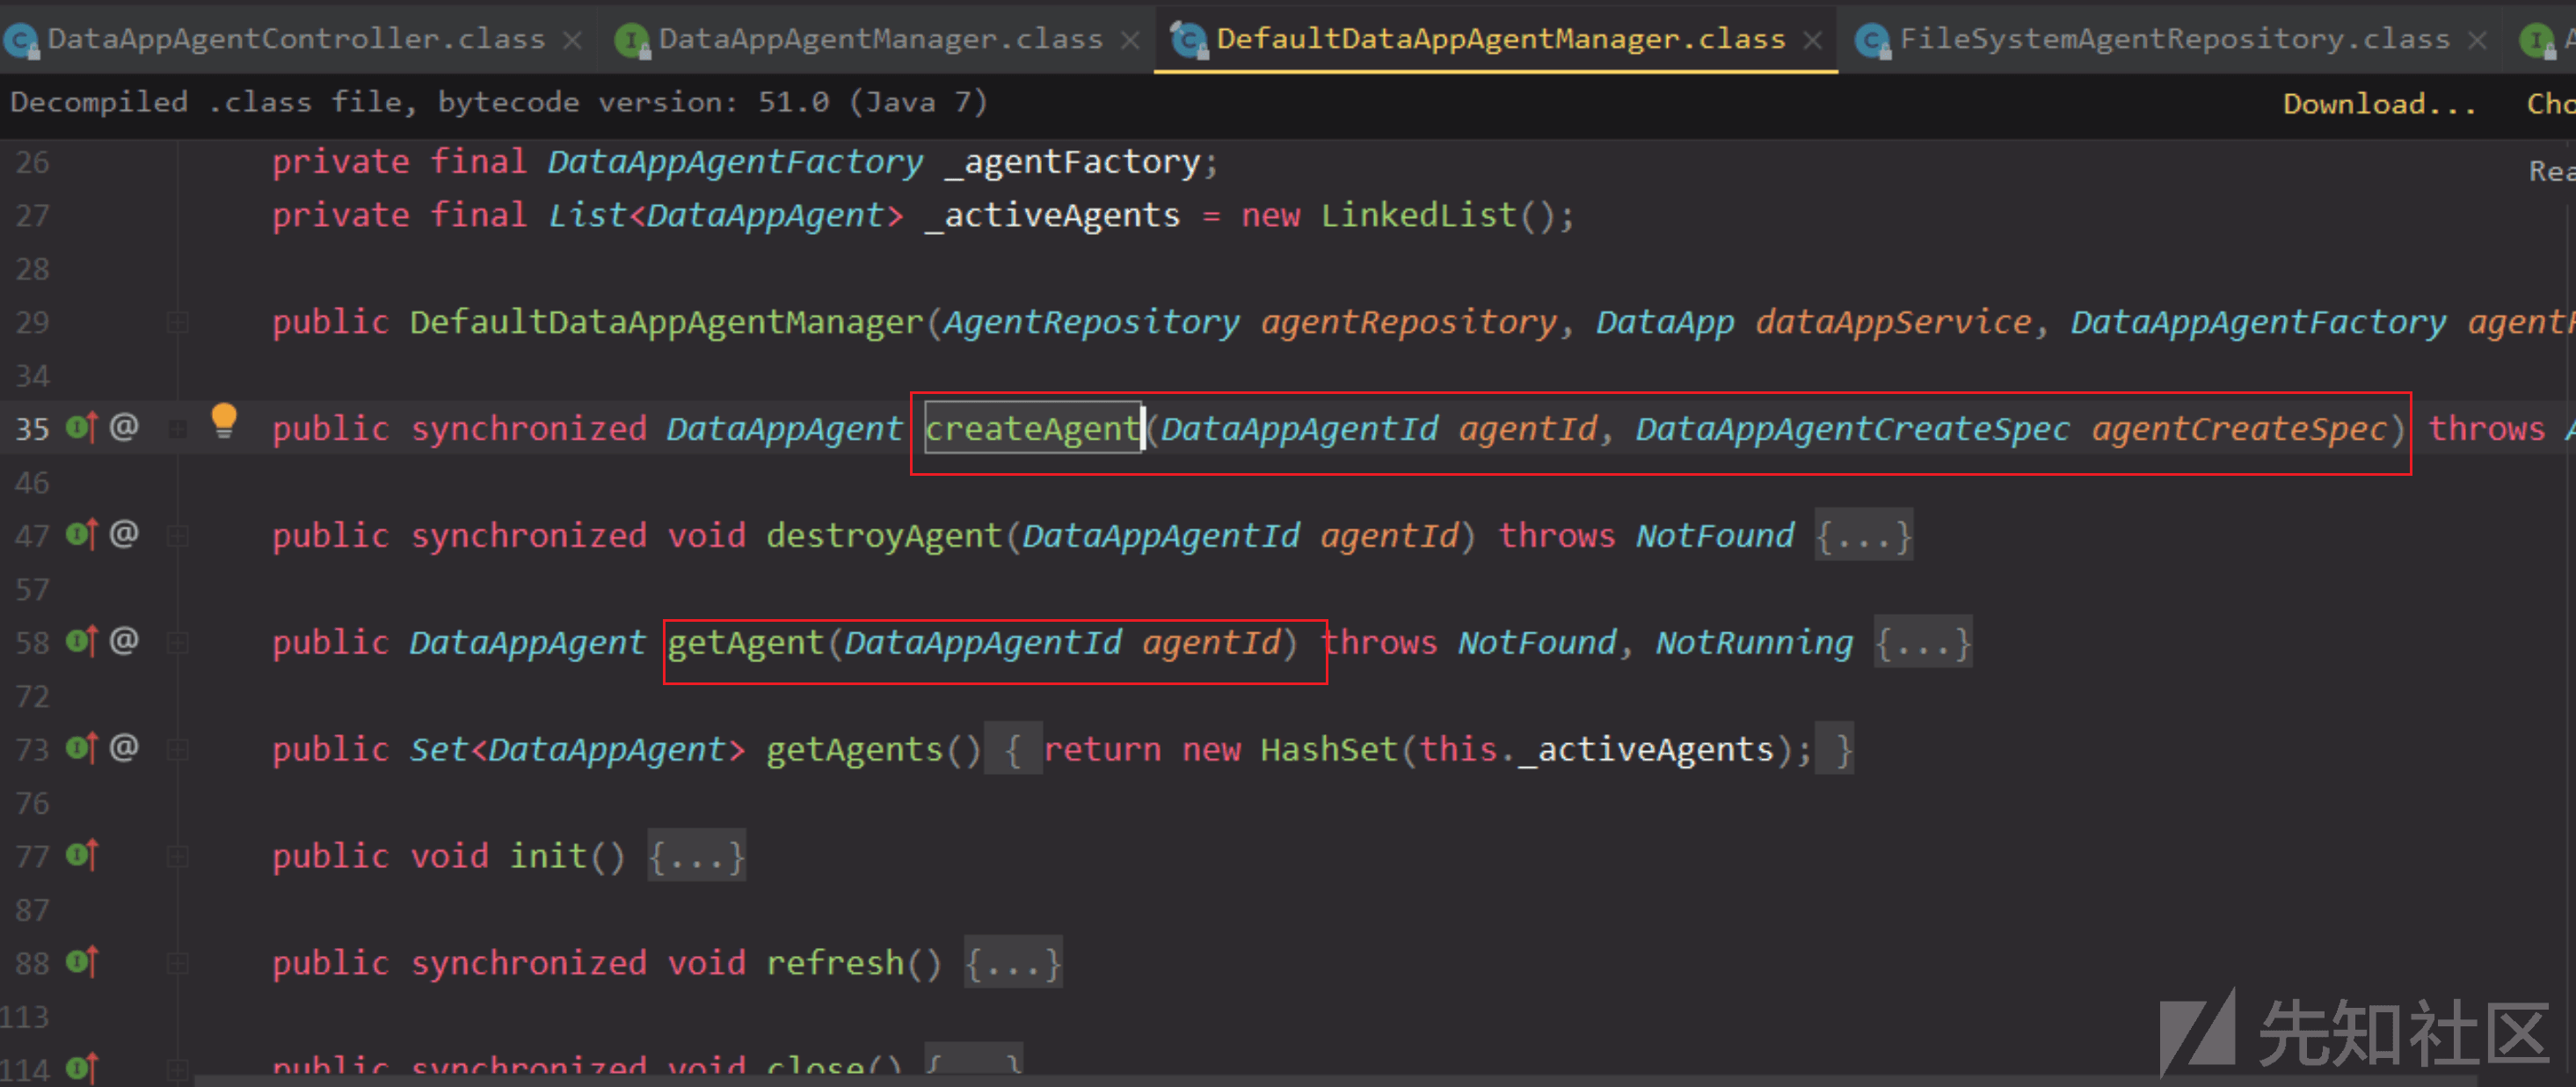 DataAppAgentController.class DataAppAgentManager.class DefaultDataAppAgentManager.class FileSystemAgentRepository.class
Decompiled .class file, bytecode version: 51.0 (Java 7) Download...
26 private final DataAppAgentFactory _agentFactory;
27 private final List<DataAppAgent> _activeAgents = new LinkedList();
28
29 public DefaultDataAppAgentManager(AgentRepository agentRepository, DataApp dataAppService, DataAppAgentFactory
34
35 @ public synchronized DataAppAgent createAgent(DataAppAgentId agentId, DataAppAgentCreateSpec agentCreateSpec) throws
46
47 @ public synchronized void destroyAgent(DataAppAgentId agentId) throws NotFound {...}
57
58 @ public DataAppAgent getAgent(DataAppAgentId agentId) throws NotFound, NotRunning {...}
72
73 @ public Set<DataAppAgent> getAgents() { return new HashSet(this._activeAgents); }
76
77 public void init() {...}
87
88 public synchronized void refresh() {...}
113
114 public synchronized void close() {...}
先知社区